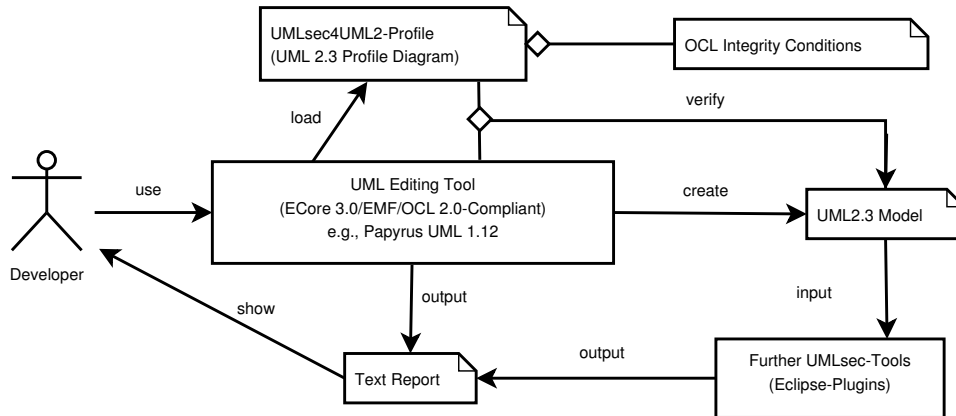 UMLsec4UML2-Profile
(UML 2.3 Profile Diagram)
OCL Integrity Conditions
load
verify
use
UML Editing Tool
(ECore 3.0/EMF/OCL 2.0-Compliant)
e.g., Papyrus UML 1.12
create
UML2.3 Model
Developer
show
output
input
output
Text Report
Further UMLsec-Tools
(Eclipse-Plugins)